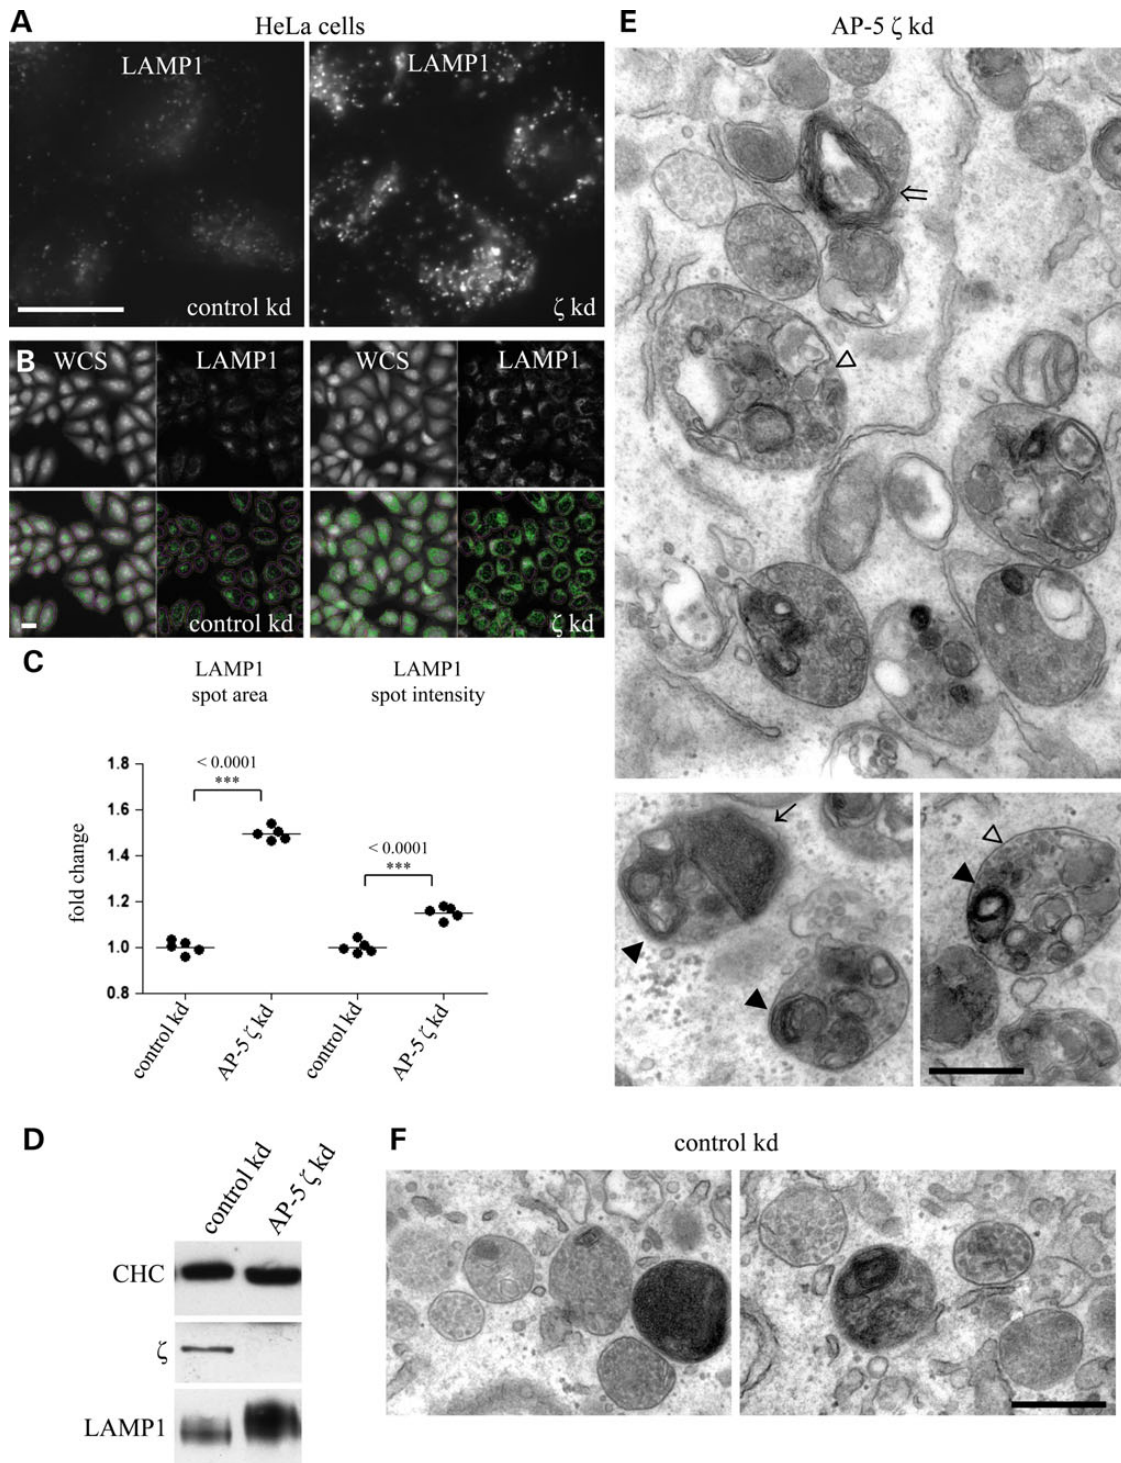 A
HeLa cells
LAMP1
LAMP1
control kd
ζ kd
B
WCS
LAMP1
WCS
LAMP1
control kd
ζ kd
C
LAMP1
spot area
LAMP1
spot intensity
< 0.0001
***
< 0.0001
***
fold change
1.8
1.6
1.4
1.2
1.0
0.8
control kd
AP-5 ζ kd
control kd
AP-5 ζ kd
D
control kd
AP-5 ζ kd
CHC
ζ
LAMP1
E
AP-5 ζ kd
F
control kd